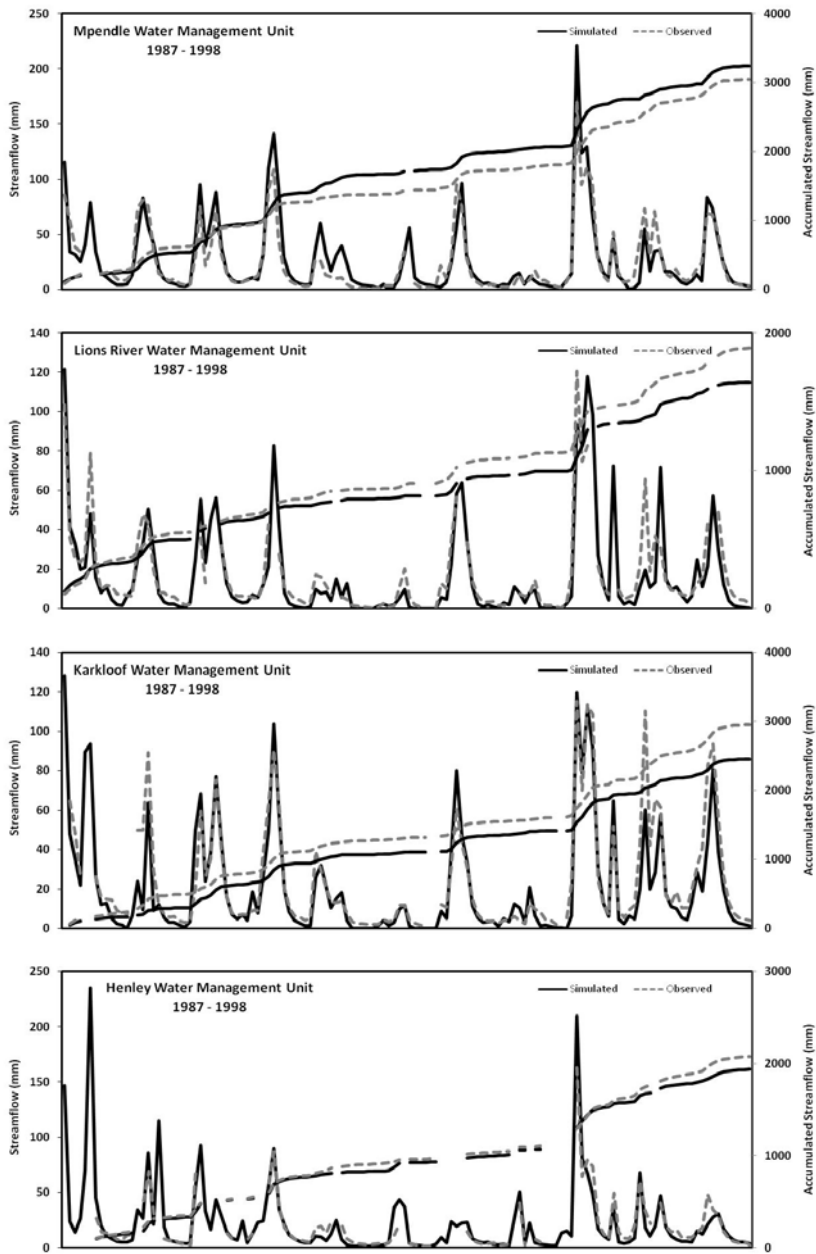 Mpendle Water Management Unit
1987 - 1998
Simulated
Observed
Streamflow (mm)
Accumulated Streamflow (mm)
250
200
150
100
50
0
4000
3000
2000
1000
0
Lions River Water Management Unit
1987 - 1998
Simulated
Observed
Streamflow (mm)
Accumulated Streamflow (mm)
140
120
100
80
60
40
20
0
2000
1000
0
Karkloof Water Management Unit
1987 - 1998
Simulated
Observed
Streamflow (mm)
Accumulated Streamflow (mm)
140
120
100
80
60
40
20
0
4000
3000
2000
1000
0
Henley Water Management Unit
1987 - 1998
Simulated
Observed
Streamflow (mm)
Accumulated Streamflow (mm)
250
200
150
100
50
0
3000
2000
1000
0